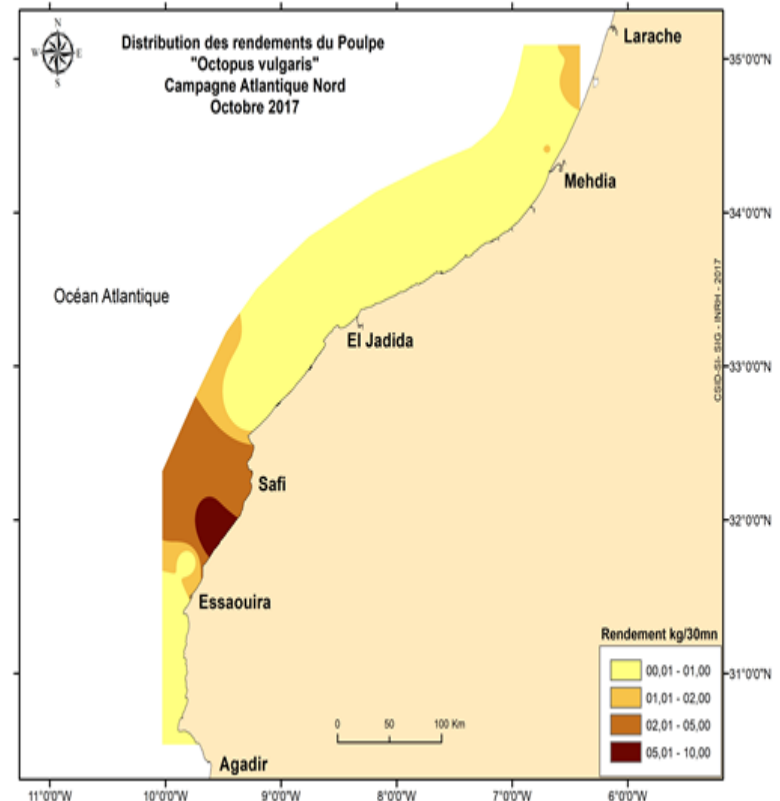 Distribution des rendements du Poulpe
"Octopus vulgaris"
Campagne Atlantique Nord
Octobre 2017
N
W
E
S
Larache
35°0'0"N
Mehdia
34°0'0"N
Océan Atlantique
CSID-SI- SIG - INRH - 2017
El Jadida
33°0'0"N
Safi
32°0'0"N
Essaouira
Rendement kg/30mn
00,01 - 01,00
01,01 - 02,00
02,01 - 05,00
05,01 - 10,00
31°0'0"N
0 50 100 Km
Agadir
11°0'0"W 10°0'0"W 9°0'0"W 8°0'0"W 7°0'0"W 6°0'0"W